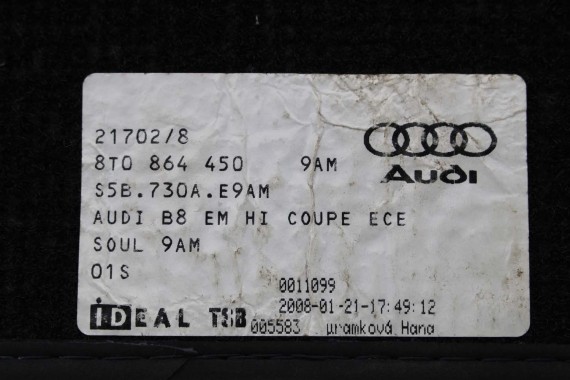 21702/8
8T0 864 450 9AM
Audi
S5B.730A.E9AM
AUDI B8 EM HI COUPE ECE
SOUL 9AM
01S
0011099
IDEAL TSB 2008-01-21-17:49:12
005583 Hana